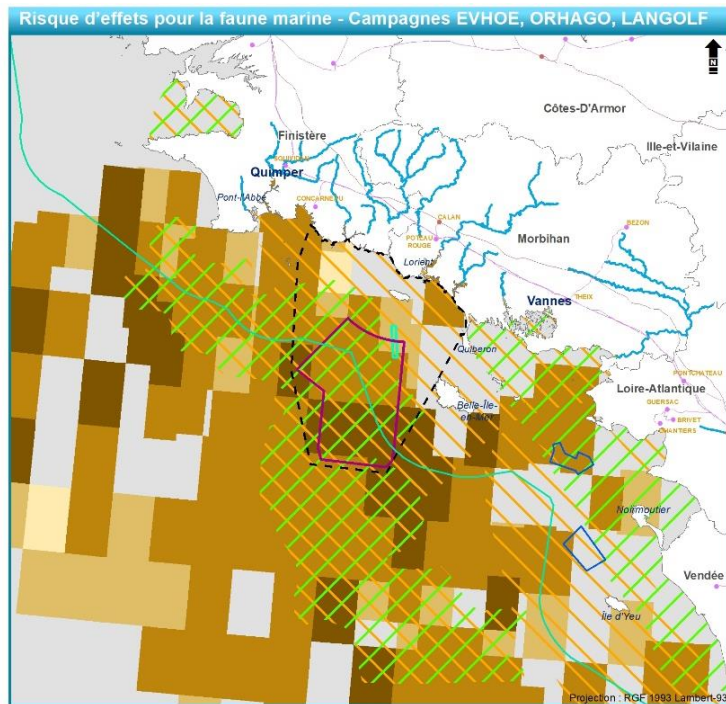 Risque d'effets pour la faune marine - Campagnes EVHOE, ORHAGO, LANGOLF
N
Côtes-D'Armor
Finistère
Ille-et-Vilaine
Quimper
Pont-l'Abbé
CONCARNEAU
CALAN
BEZON
POTEAU
ROUGE
Morbihan
Lorient
Vannes
THEIX
Quiberon
PONTCHATEAU
Loire-Atlantique
GUERSAC
Belle-Île-
en-Mer
BRIVET
CHANTIERS
Noirmoutier
Vendée
Île d'Yeu
Projection : RGF 1993 Lambert-93